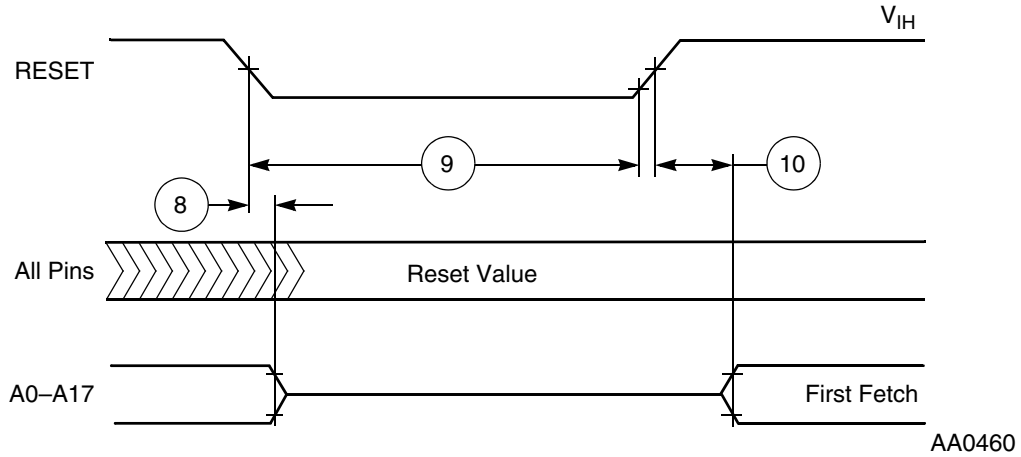 V_IH
RESET
9
10
8
All Pins
Reset Value
A0–A17
First Fetch
AA0460